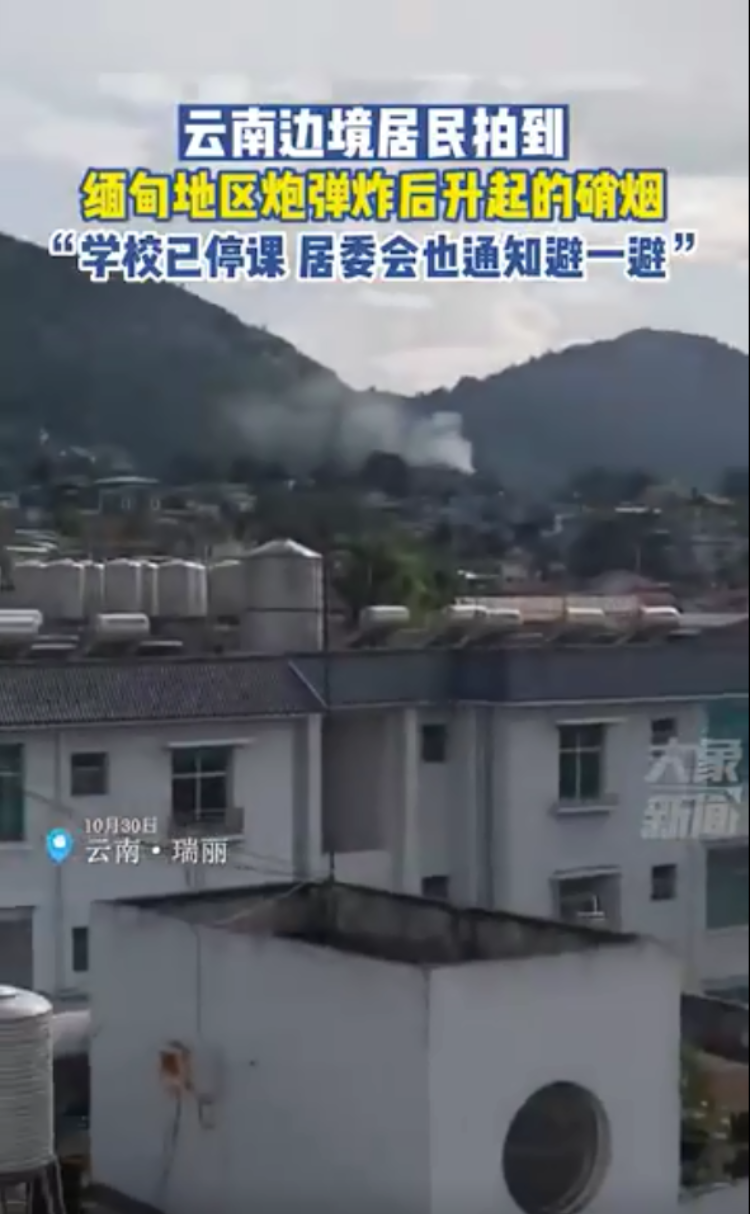 云南边境居民拍到
缅甸地区炮弹炸后升起的硝烟
“学校已停课 居委会也通知避一避”
大象
新闻
10月30日
云南·瑞丽